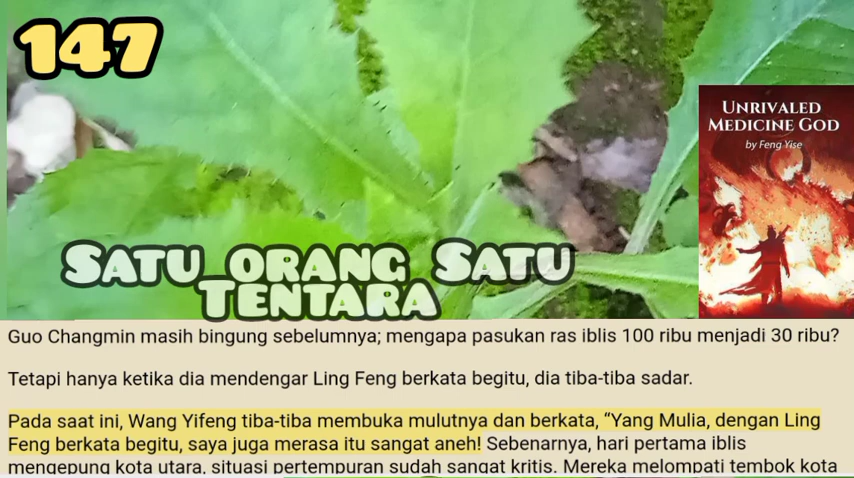 147
UNRIVALED
MEDICINE GOD
by Feng Yise
SATU ORANG SATU
TENTARA
Guo Changmin masih bingung sebelumnya; mengapa pasukan ras iblis 100 ribu menjadi 30 ribu?
Tetapi hanya ketika dia mendengar Ling Feng berkata begitu, dia tiba-tiba sadar.
Pada saat ini, Wang Yifeng tiba-tiba membuka mulutnya dan berkata, “Yang Mulia, dengan Ling
Feng berkata begitu, saya juga merasa itu sangat aneh! Sebenarnya, hari pertama iblis
mengepung kota utara, situasi pertempuran sudah sangat kritis. Mereka melompati tembok kota